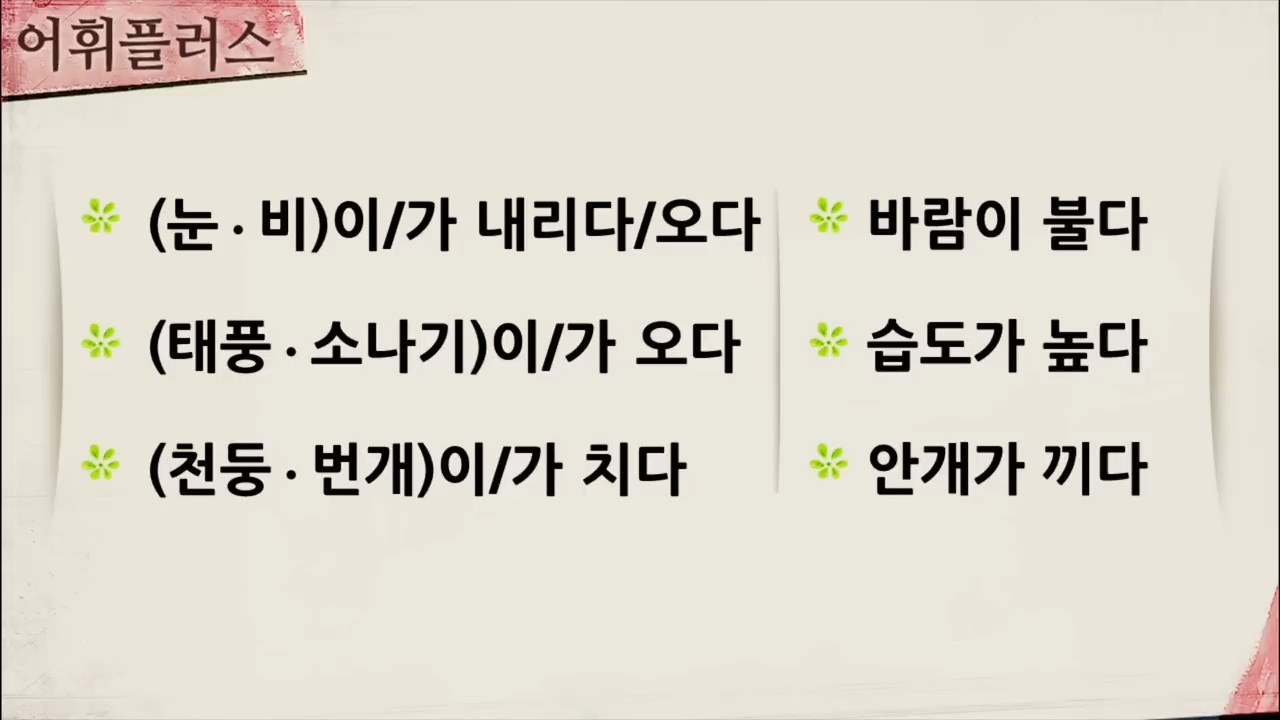 어휘플러스
(눈·비)이/가 내리다/오다
(태풍·소나기)이/가 오다
(천둥·번개)이/가 치다
바람이 불다
습도가 높다
안개가 끼다